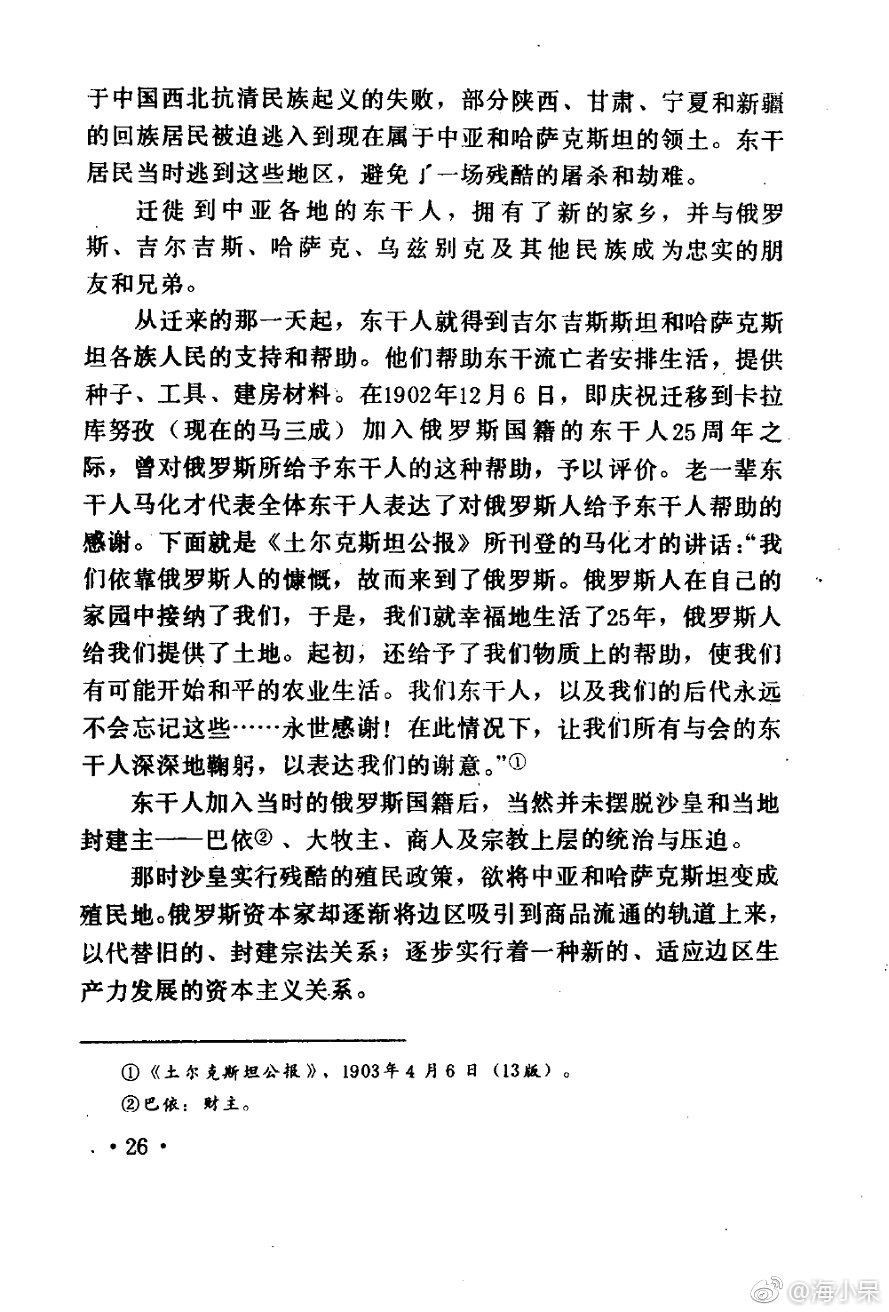 于中国西北抗清民族起义的失败，部分陕西、甘肃、宁夏和新疆
的回族居民被迫逃入到现在属于中亚和哈萨克斯坦的领土。东干
居民当时逃到这些地区，避免了一场残酷的屠杀和劫难。
迁徙到中亚各地的东干人，拥有了新的家乡，并与俄罗
斯、吉尔吉斯、哈萨克、乌兹别克及其他民族成为忠实的朋
友和兄弟。
从迁来的那一天起，东干人就得到吉尔吉斯斯坦和哈萨克斯
坦各族人民的支持和帮助。他们帮助东干流亡者安排生活，提供
种子、工具、建房材料。在1902年12月6日，即庆祝迁移到卡拉
库努孜（现在的马三成）加入俄罗斯国籍的东干人25周年之
际，曾对俄罗斯所给予东干人的这种帮助，予以评价。老一辈东
干人马化才代表全体东干人表达了对俄罗斯人给予东干人帮助的
感谢。下面就是《土尔克斯坦公报》所刊登的马化才的讲话：“我
们依靠俄罗斯人的慷慨，故而来到了俄罗斯。俄罗斯人在自己的
家园中接纳了我们，于是，我们就幸福地生活了25年，俄罗斯人
给我们提供了土地。起初，还给予了我们物质上的帮助，使我们
有可能开始和平的农业生活。我们东干人，以及我们的后代永远
不会忘记这些……永世感谢！在此情况下，让我们所有与会的东
干人深深地鞠躬，以表达我们的谢意。”①
东干人加入当时的俄罗斯国籍后，当然并未摆脱沙皇和当地
封建主——巴依②、大牧主、商人及宗教上层的统治与压迫。
那时沙皇实行残酷的殖民政策，欲将中亚和哈萨克斯坦变成
殖民地。俄罗斯资本家却逐渐将边区吸引到商品流通的轨道上来，
以代替旧的、封建宗法关系；逐步实行着一种新的、适应边区生
产力发展的资本主义关系。
①《土尔克斯坦公报》，1903年4月6日（13版）。
②巴依：财主。
·26·
@海小呆